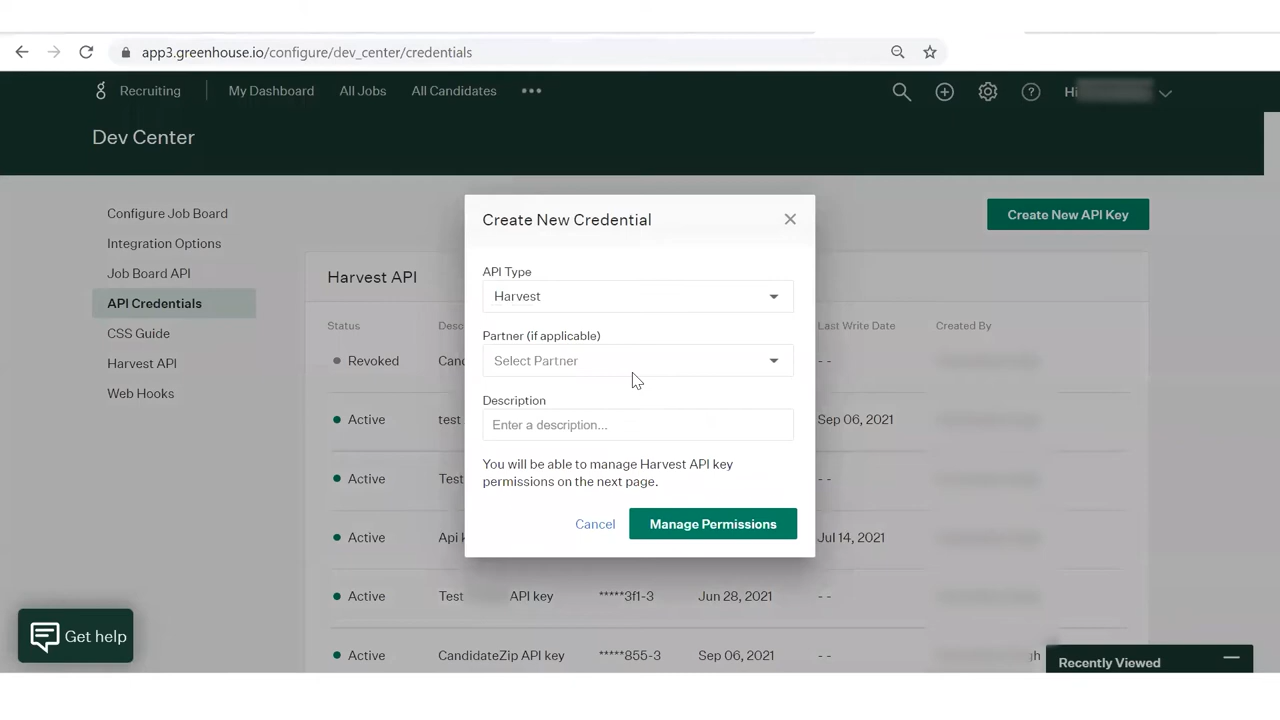 app3.greenhouse.io/configure/dev_center/credentials
Recruiting My Dashboard All Jobs All Candidates ••• Hi
Dev Center
Configure Job Board
Integration Options
Job Board API
API Credentials
CSS Guide
Harvest API
Web Hooks
Create New API Key
Harvest API
Status Desc Last Write Date Created By
Revoked Can - -
Active test Sep 06, 2021
Active Test - -
Active Api k Jul 14, 2021
Active Test API key *****3f1-3 Jun 28, 2021 - -
Active CandidateZip API key *****855-3 Sep 06, 2021 - - gh
Create New Credential
API Type
Harvest
Partner (if applicable)
Select Partner
Description
Enter a description...
You will be able to manage Harvest API key
permissions on the next page.
Cancel Manage Permissions
Get help
Recently Viewed